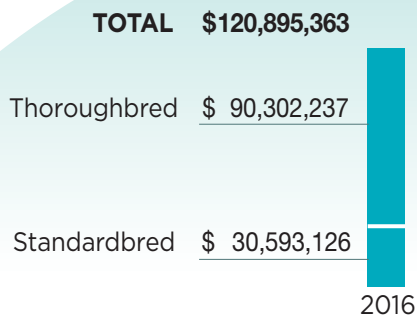 TOTAL $120,895,363
Thoroughbred $ 90,302,237
Standardbred $ 30,593,126
2016